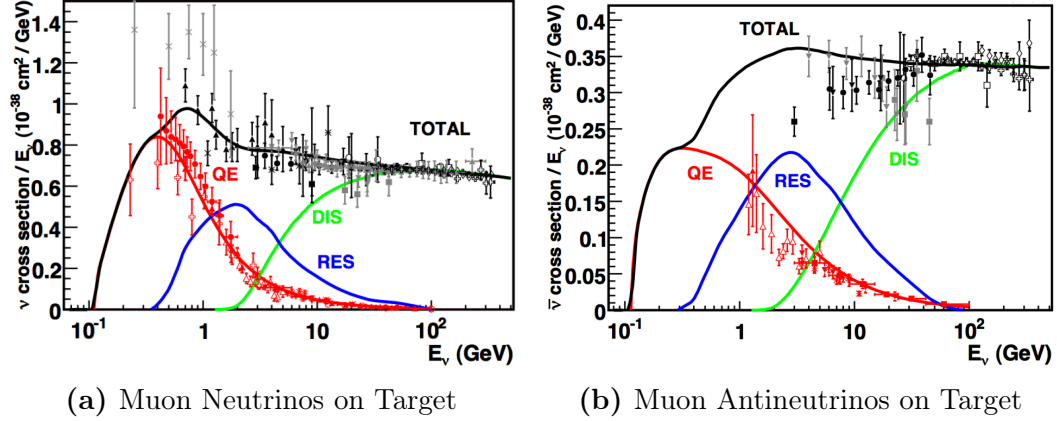 ν cross section / E_ν (10^-38 cm^2 / GeV)
1.4
1.2
1
0.8
0.6
0.4
0.2
0
TOTAL
QE
DIS
RES
10^-1
1
10
10^2
E_ν (GeV)
(a) Muon Neutrinos on Target
ν̅ cross section / E_ν (10^-38 cm^2 / GeV)
0.4
0.35
0.3
0.25
0.2
0.15
0.1
0.05
0
TOTAL
QE
RES
DIS
10^-1
1
10
10^2
E_ν (GeV)
(b) Muon Antineutrinos on Target